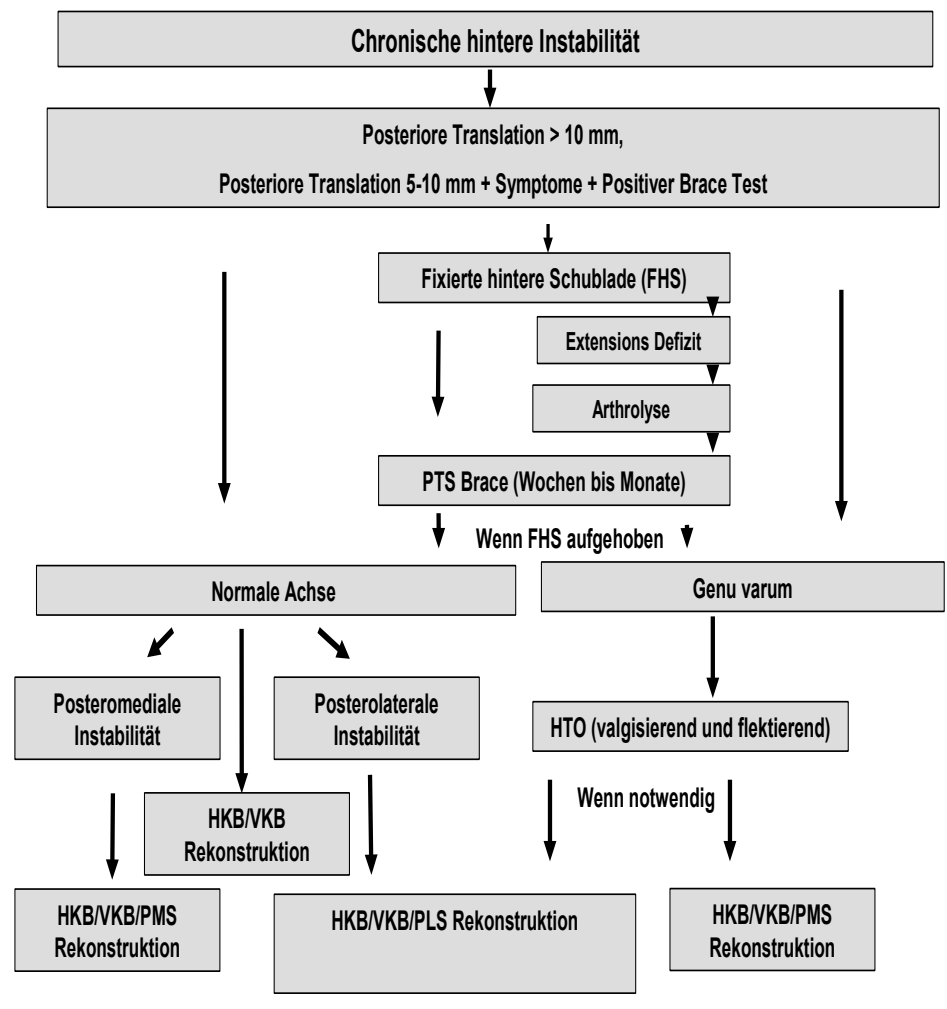 Chronische hintere Instabilität
Posteriore Translation > 10 mm,
Posteriore Translation 5-10 mm + Symptome + Positiver Brace Test
Fixierte hintere Schublade (FHS)
Extensions Defizit
Arthrolyse
PTS Brace (Wochen bis Monate)
Wenn FHS aufgehoben
Normale Achse
Genu varum
Posteromediale
Instabilität
Posterolaterale
Instabilität
HTO (valgisierend und flektierend)
Wenn notwendig
HKB/VKB
Rekonstruktion
HKB/VKB/PMS
Rekonstruktion
HKB/VKB/PLS Rekonstruktion
HKB/VKB/PMS
Rekonstruktion